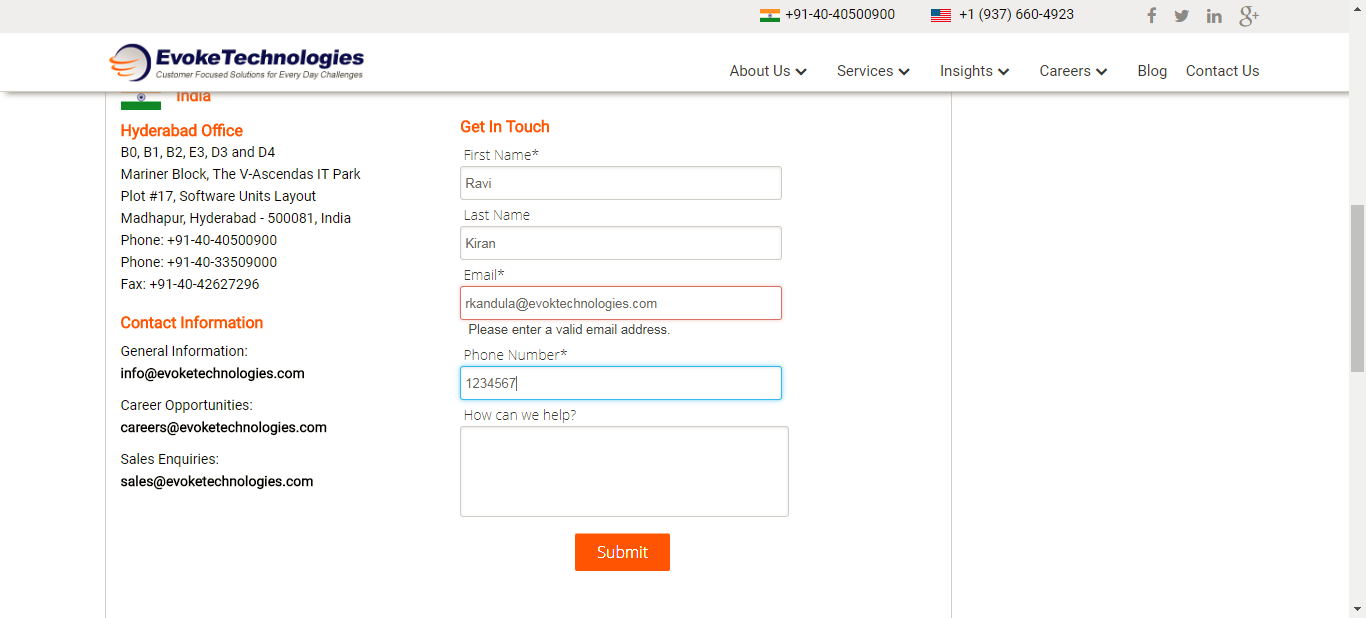 +91-40-40500900 +1 (937) 660-4923
EvokeTechnologies
Customer Focused Solutions for Every Day Challenges
About Us Services Insights Careers Blog Contact Us
India
Hyderabad Office
B0, B1, B2, E3, D3 and D4
Mariner Block, The V-Ascendas IT Park
Plot #17, Software Units Layout
Madhapur, Hyderabad - 500081, India
Phone: +91-40-40500900
Phone: +91-40-33509000
Fax: +91-40-42627296
Contact Information
General Information:
info@evoketechnologies.com
Career Opportunities:
careers@evoketechnologies.com
Sales Enquiries:
sales@evoketechnologies.com
Get In Touch
First Name*
Ravi
Last Name
Kiran
Email*
rkandula@evoktechnologies.com
Please enter a valid email address.
Phone Number*
1234567
How can we help?
Submit